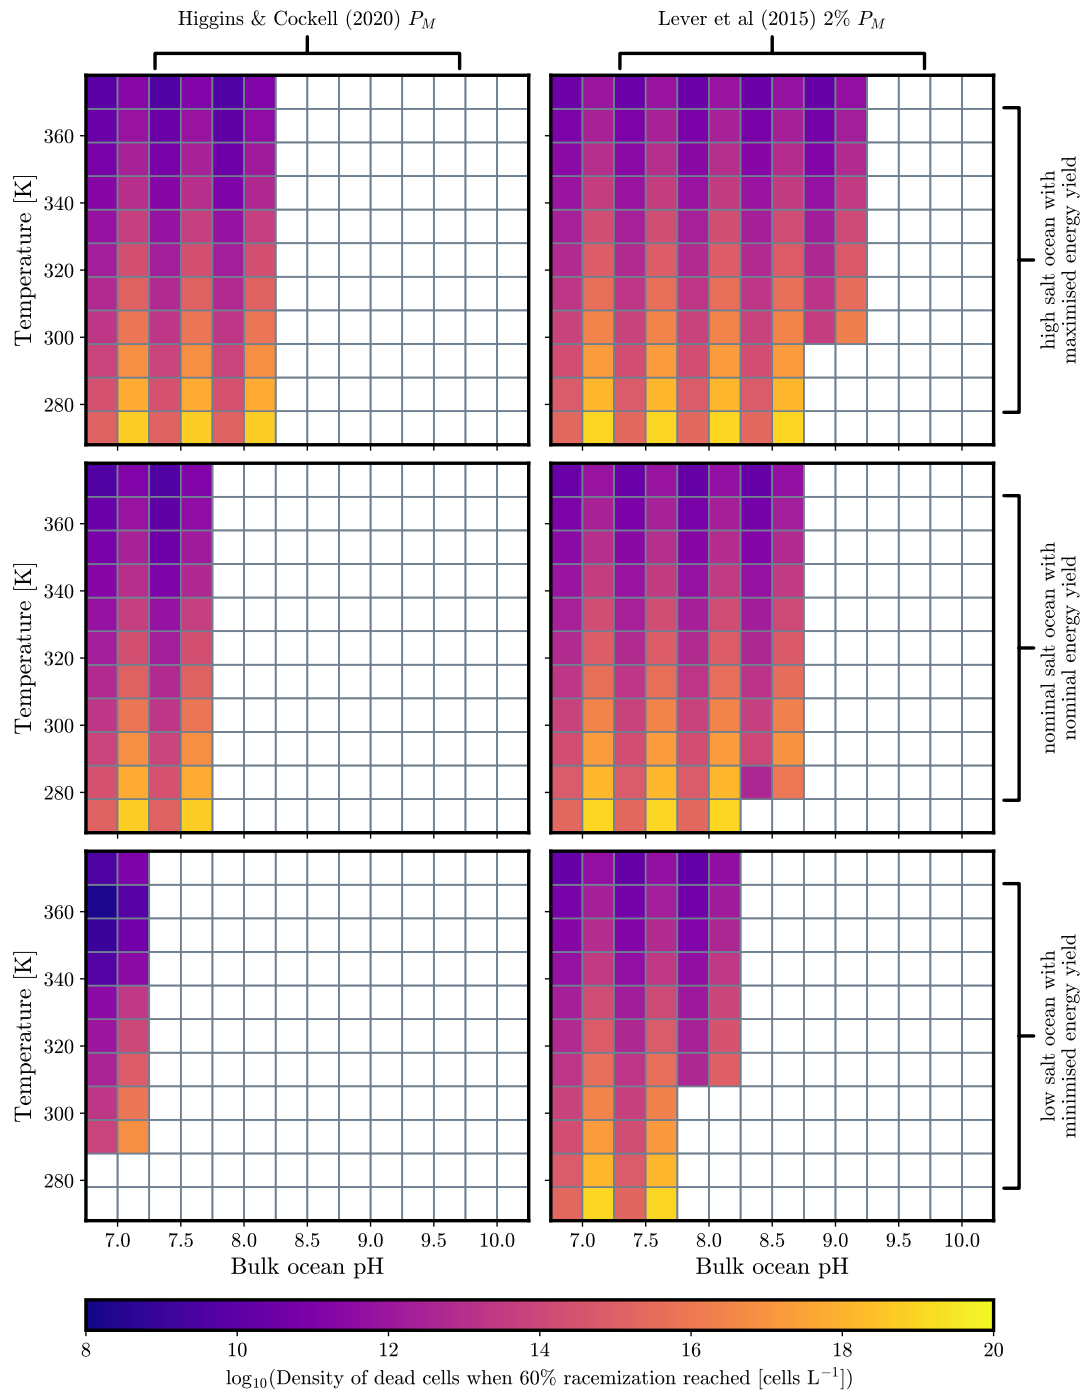 Higgins & Cockell (2020) P_M
Lever et al (2015) 2% P_M
360
340
320
300
280
Temperature [K]
high salt ocean with
maximised energy yield
360
340
320
300
280
Temperature [K]
nominal salt ocean with
nominal energy yield
360
340
320
300
280
Temperature [K]
low salt ocean with
minimised energy yield
7.0 7.5 8.0 8.5 9.0 9.5 10.0
Bulk ocean pH
7.0 7.5 8.0 8.5 9.0 9.5 10.0
Bulk ocean pH
8 10 12 14 16 18 20
log₁₀(Density of dead cells when 60% racemization reached [cells L⁻¹])